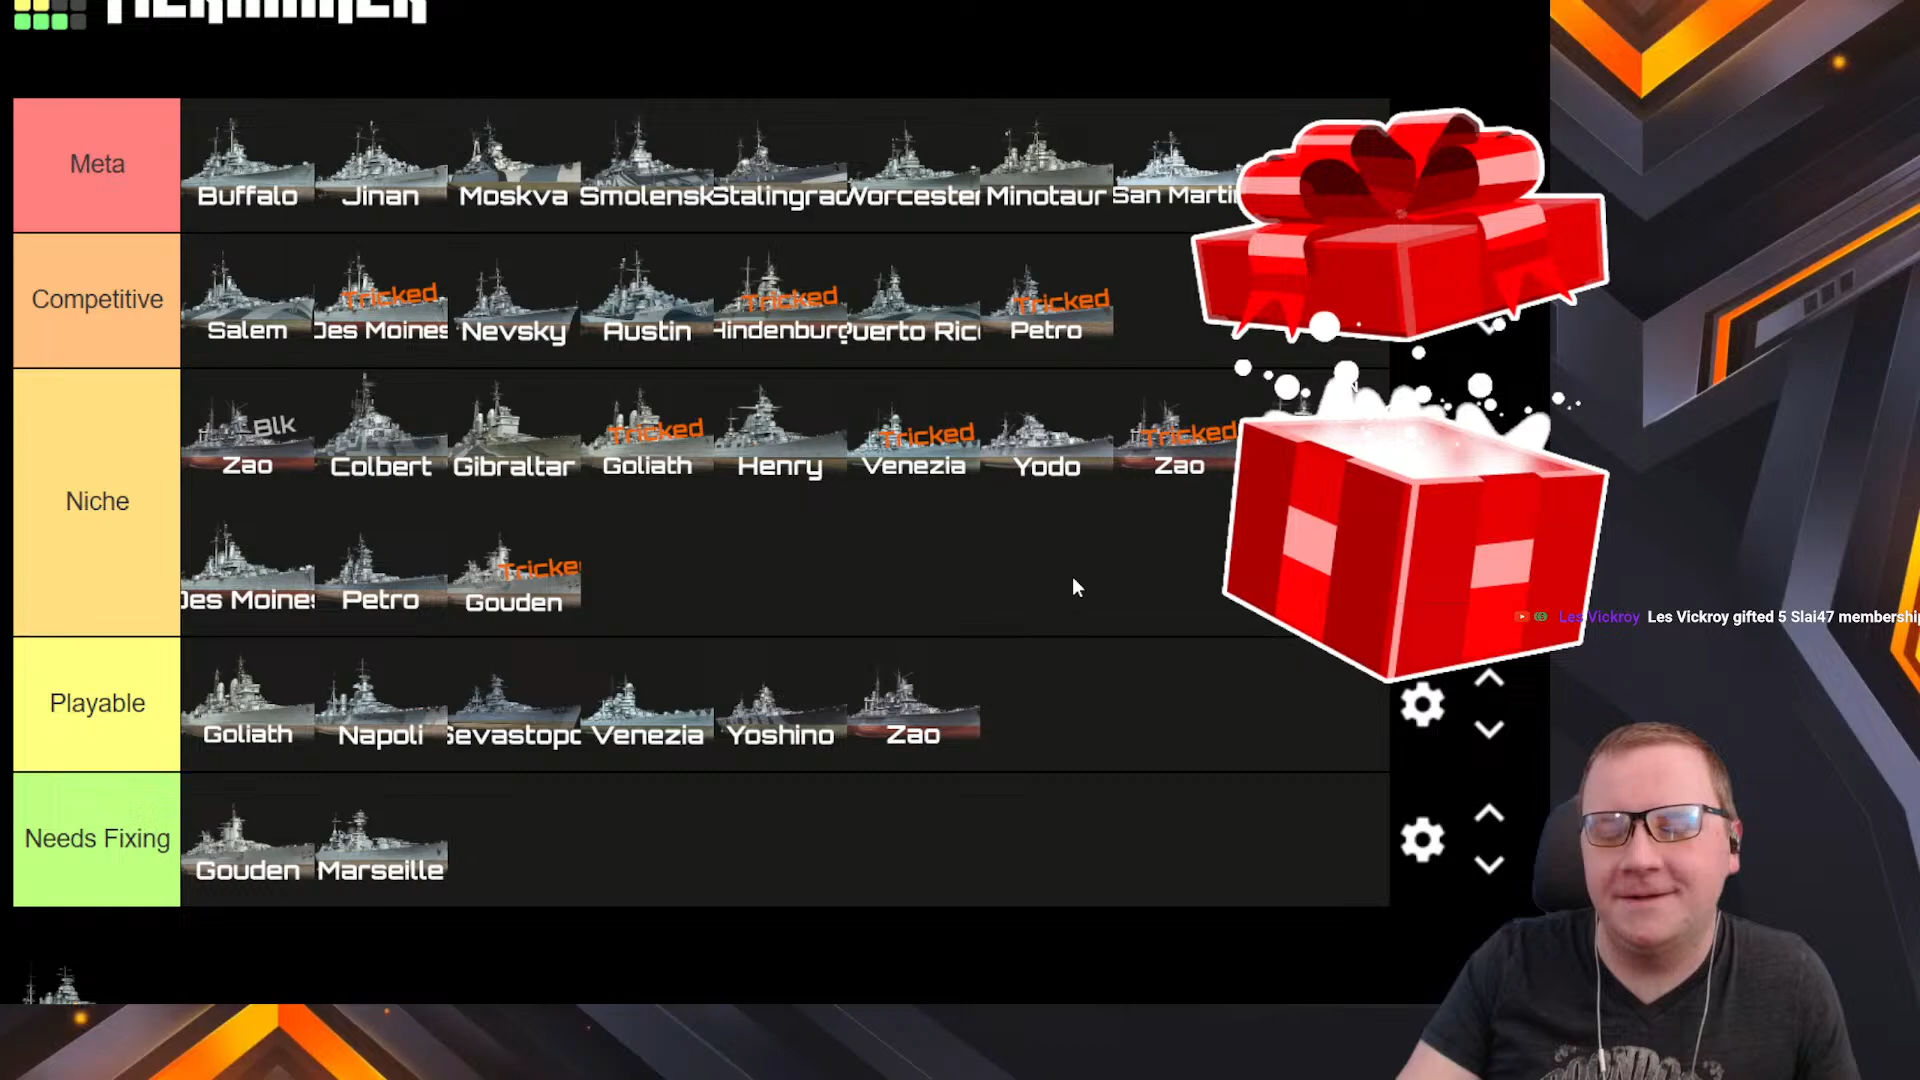 Meta
Buffalo Jinan Moskva Smolensk Stalingrad Worcester Minotaur San Marti
Competitive
Tricked Tricked Tricked
Salem Des Moines Nevsky Austin Hindenburg Puerto Ric Petro
Niche
Blk Tricked Tricked Tricked
Zao Colbert Gibraltar Goliath Henry Venezia Yodo Zao
Tricke
Des Moines Petro Gouden
Les Vickroy Les Vickroy gifted 5 Slai47 membership
Playable
Goliath Napoli Sevastopo Venezia Yoshino Zao
Needs Fixing
Gouden Marseille